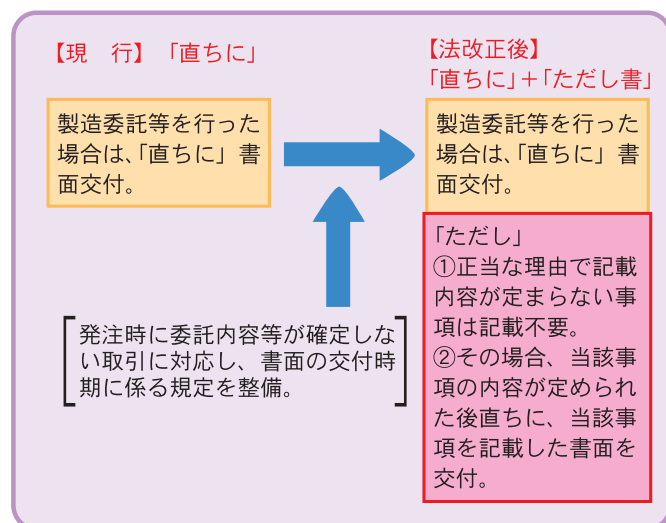 【現　行】「直ちに」
製造委託等を行った
場合は、「直ちに」書
面交付。
発注時に委託内容等が確定しな
い取引に対応し、書面の交付時
期に係る規定を整備。
【法改正後】
「直ちに」＋「ただし書」
製造委託等を行った
場合は、「直ちに」書
面交付。
「ただし」
①正当な理由で記載
内容が定まらない事
項は記載不要。
②その場合、当該事
項の内容が定められ
た後直ちに、当該事
項を記載した書面を
交付。